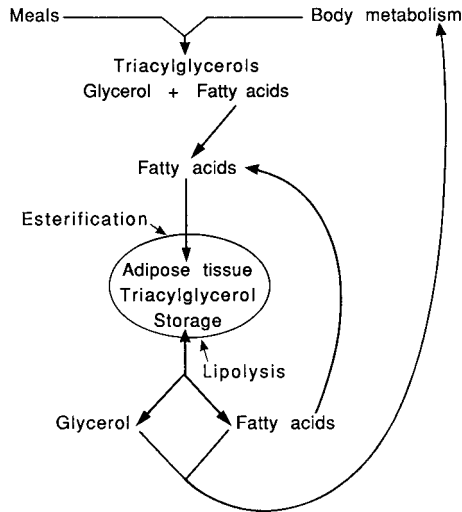 Meals
Body metabolism
Triacylglycerols
Glycerol + Fatty acids
Fatty acids
Esterification
Adipose tissue
Triacylglycerol
Storage
Lipolysis
Glycerol
Fatty acids